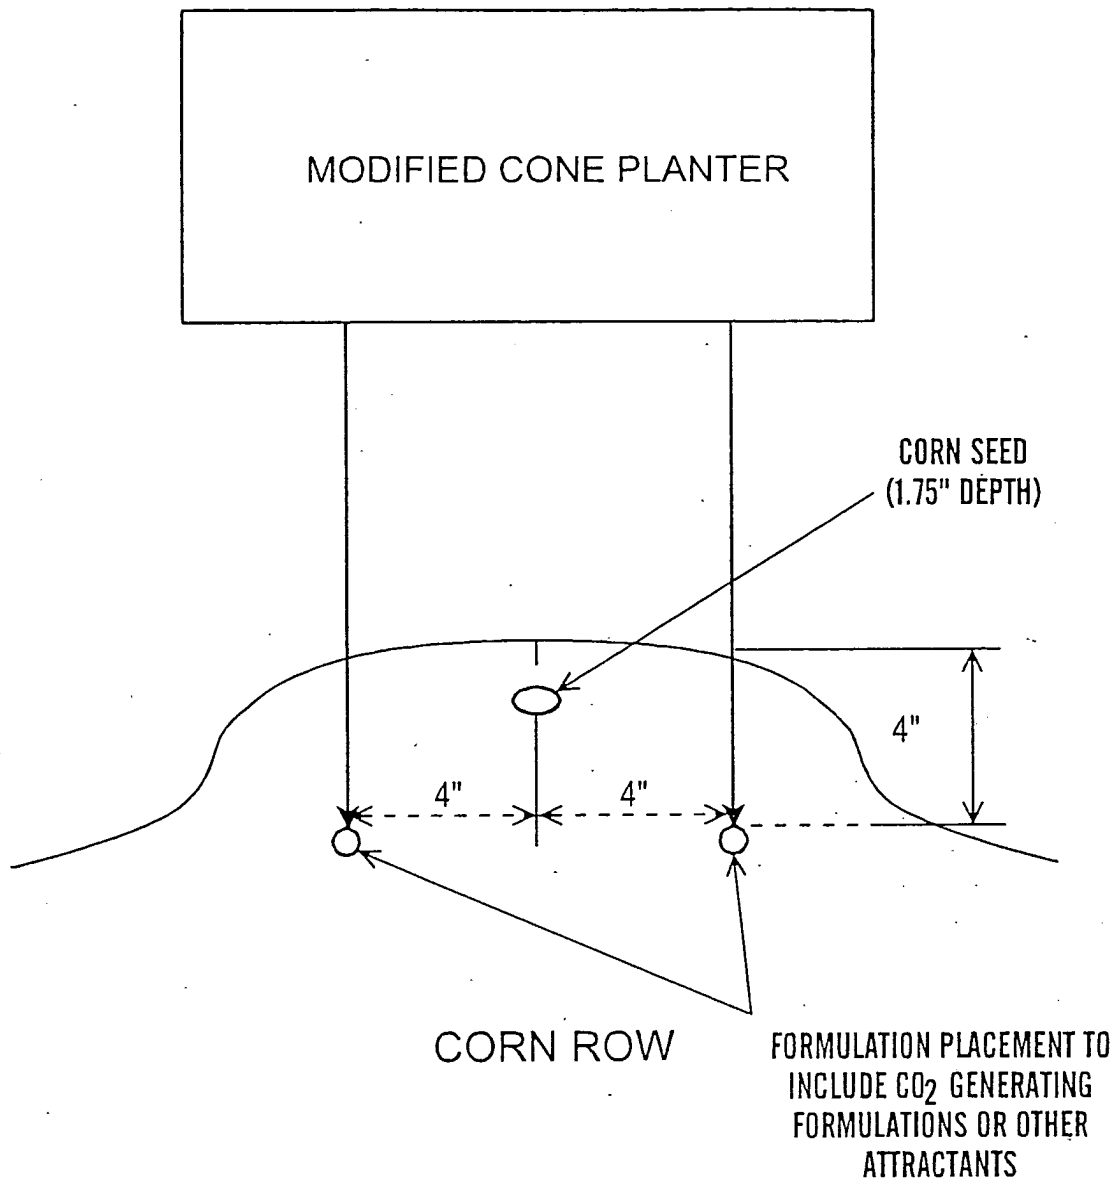 MODIFIED CONE PLANTER
CORN SEED
(1.75" DEPTH)
4"
4" 4"
CORN ROW
FORMULATION PLACEMENT TO
INCLUDE CO2 GENERATING
FORMULATIONS OR OTHER
ATTRACTANTS